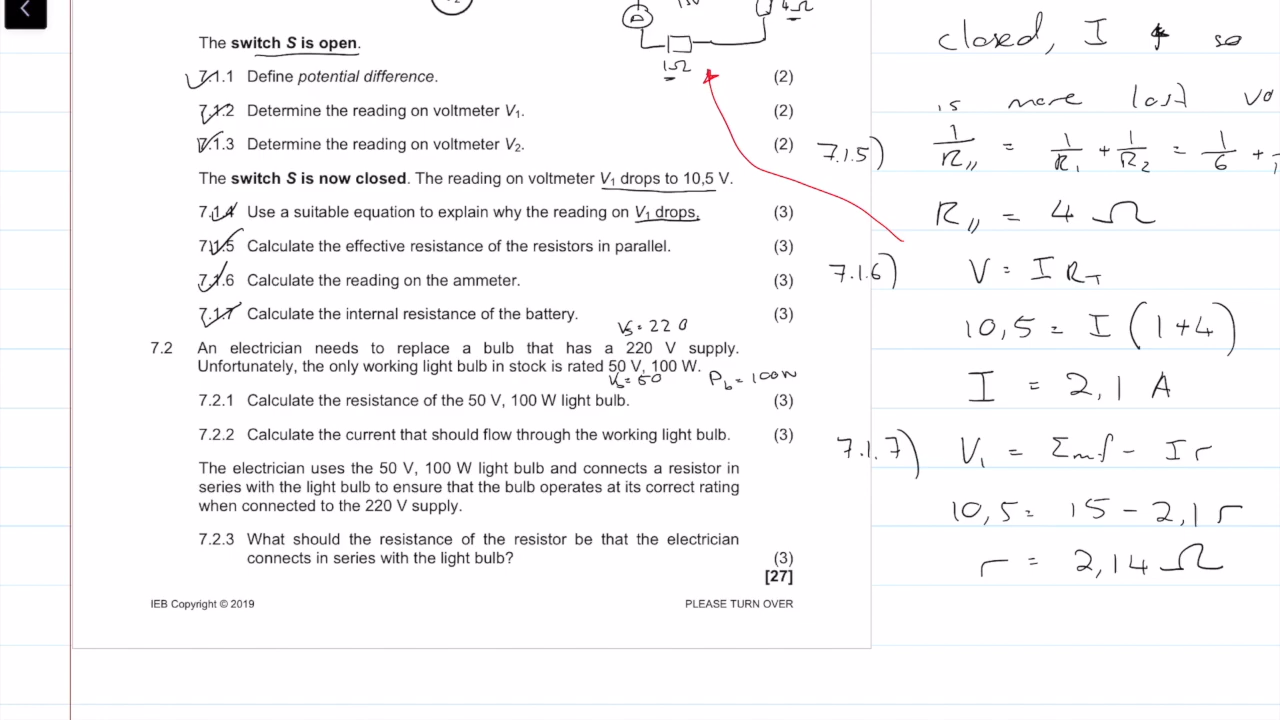 15V
4Ω
A
1Ω
The switch S is open.
7.1.1 Define potential difference. (2)
7.1.2 Determine the reading on voltmeter V₁. (2)
7.1.3 Determine the reading on voltmeter V₂. (2)
The switch S is now closed. The reading on voltmeter V₁ drops to 10,5 V.
7.1.4 Use a suitable equation to explain why the reading on V₁ drops. (3)
7.1.5 Calculate the effective resistance of the resistors in parallel. (3)
7.1.6 Calculate the reading on the ammeter. (3)
7.1.7 Calculate the internal resistance of the battery. (3)
Vs = 220
7.2 An electrician needs to replace a bulb that has a 220 V supply.
Unfortunately, the only working light bulb in stock is rated 50 V, 100 W.
Vb = 50 Pb = 100W
7.2.1 Calculate the resistance of the 50 V, 100 W light bulb. (3)
7.2.2 Calculate the current that should flow through the working light bulb. (3)
The electrician uses the 50 V, 100 W light bulb and connects a resistor in
series with the light bulb to ensure that the bulb operates at its correct rating
when connected to the 220 V supply.
7.2.3 What should the resistance of the resistor be that the electrician
connects in series with the light bulb? (3)
[27]
IEB Copyright © 2019 PLEASE TURN OVER
closed, I ↑ so
is more lost vo
7.1.5) 1/R// = 1/R₁ + 1/R₂ = 1/6 +
R// = 4 Ω
7.1.6) V = I RT
10,5 = I (1+4)
I = 2,1 A
7.1.7) V₁ = Emf - Ir
10,5 = 15 - 2,1 r
r = 2,14 Ω